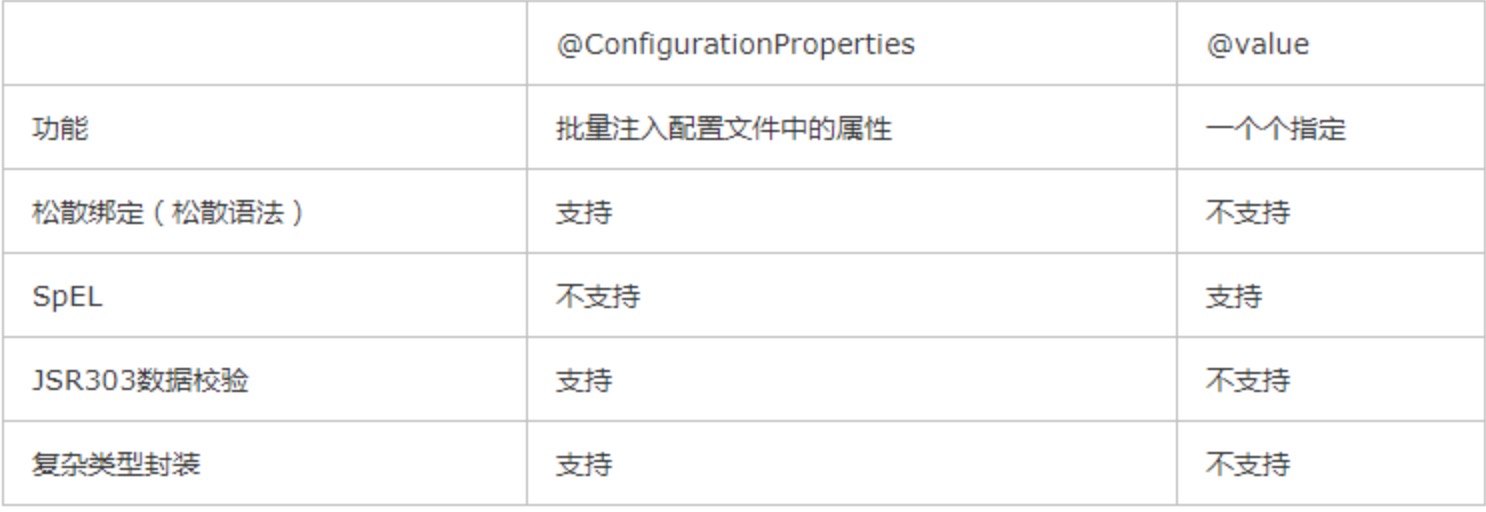 @ConfigurationProperties @value
功能 批量注入配置文件中的属性 一个个指定
松散绑定（松散语法） 支持 不支持
SpEL 不支持 支持
JSR303数据校验 支持 不支持
复杂类型封装 支持 不支持